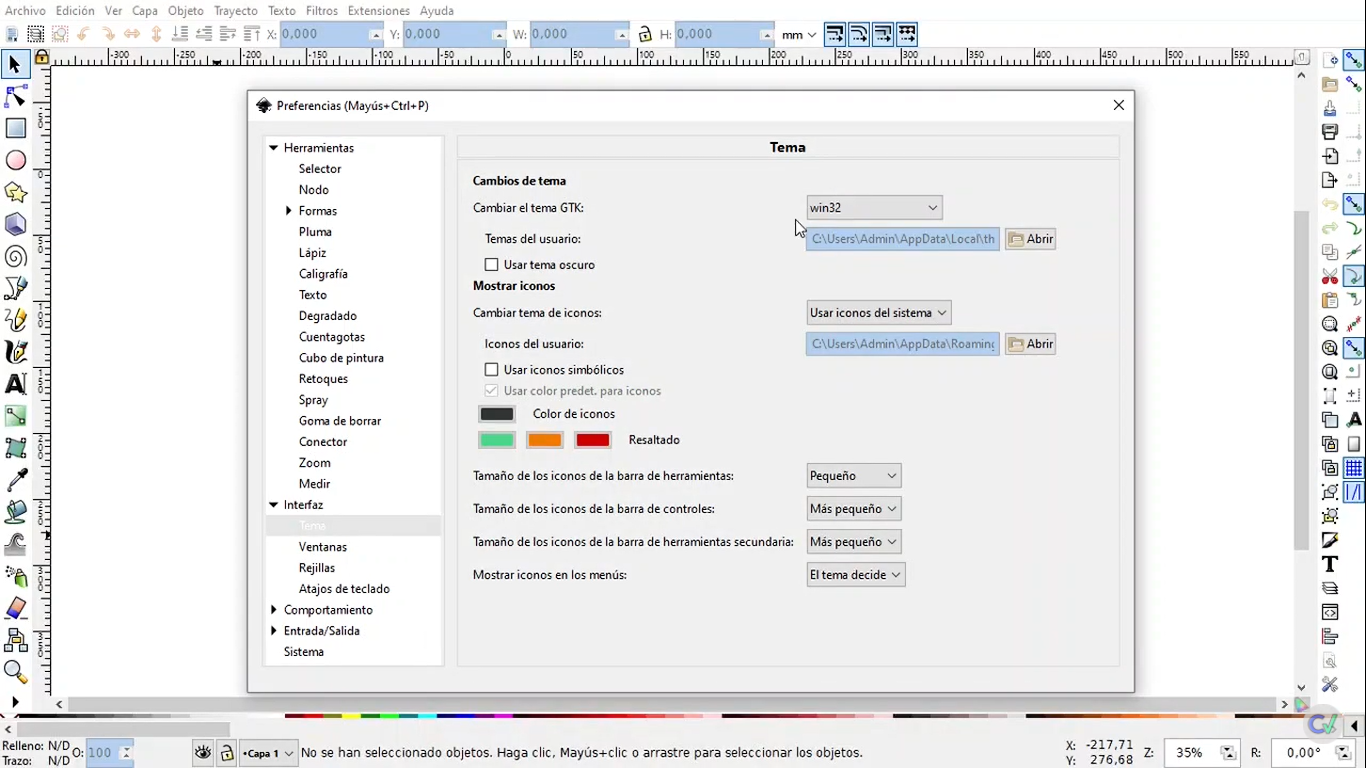 Archivo Edición Ver Capa Objeto Trayecto Texto Filtros Extensiones Ayuda
X: 0,000 Y: 0,000 W: 0,000 H: 0,000 mm
-300 -250 -200 -150 -100 -50 0 50 100 150 200 250 300 350 400 450 500 550
Preferencias (Mayús+Ctrl+P)
Herramientas
Selector
Nodo
Formas
Pluma
Lápiz
Caligrafía
Texto
Degradado
Cuentagotas
Cubo de pintura
Retoques
Spray
Goma de borrar
Conector
Zoom
Medir
Interfaz
Tema
Ventanas
Rejillas
Atajos de teclado
Comportamiento
Entrada/Salida
Sistema
Tema
Cambios de tema
Cambiar el tema GTK: win32
Temas del usuario: C:\Users\Admin\AppData\Local\th Abrir
Usar tema oscuro
Mostrar iconos
Cambiar tema de iconos: Usar iconos del sistema
Iconos del usuario: C:\Users\Admin\AppData\Roaming Abrir
Usar iconos simbólicos
Usar color predet. para iconos
Color de iconos
Resaltado
Tamaño de los iconos de la barra de herramientas: Pequeño
Tamaño de los iconos de la barra de controles: Más pequeño
Tamaño de los iconos de la barra de herramientas secundaria: Más pequeño
Mostrar iconos en los menús: El tema decide
Relleno: N/D O: 100
Trazo: N/D
•Capa 1 No se han seleccionado objetos. Haga clic, Mayús+clic o arrastre para seleccionar los objetos.
X: -217,71
Y: 276,68
Z: 35% R: 0,00°